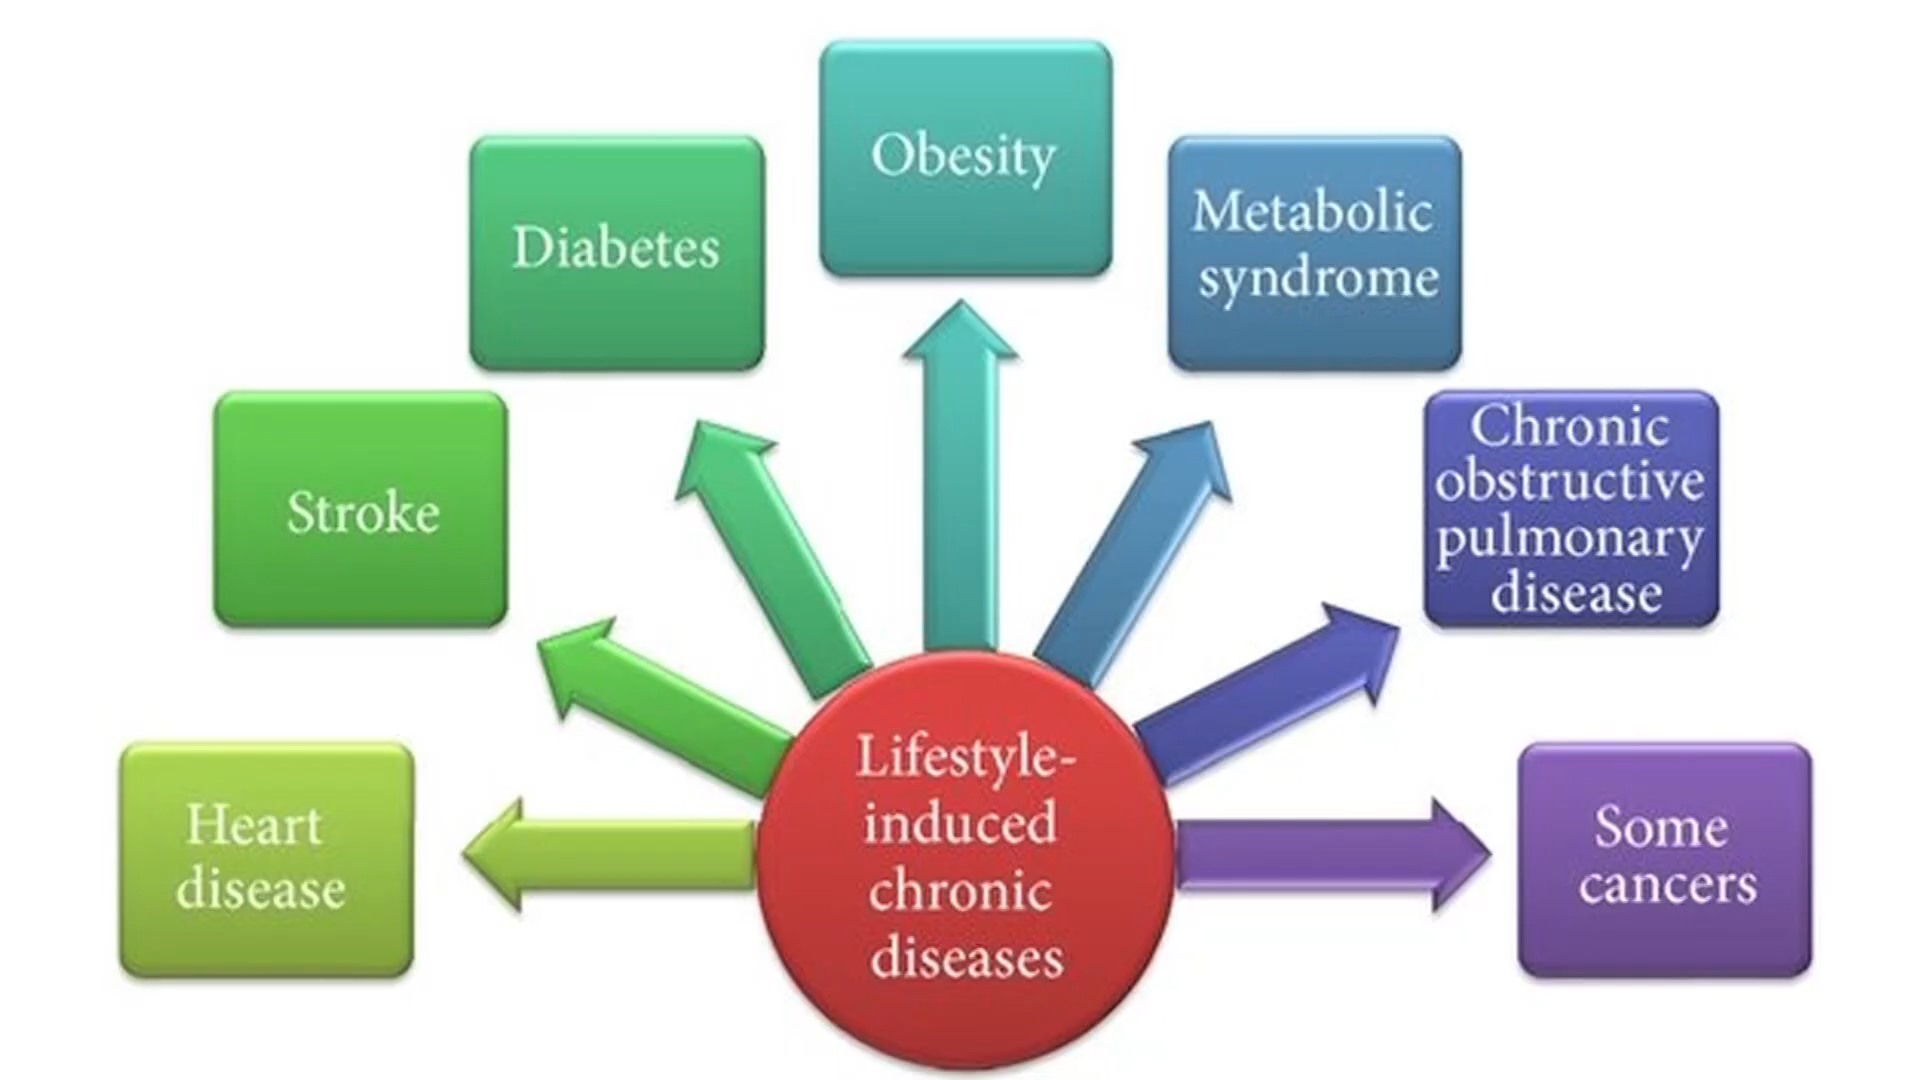 Obesity
Diabetes
Metabolic
syndrome
Stroke
Chronic
obstructive
pulmonary
disease
Heart
disease
Lifestyle-
induced
chronic
diseases
Some
cancers